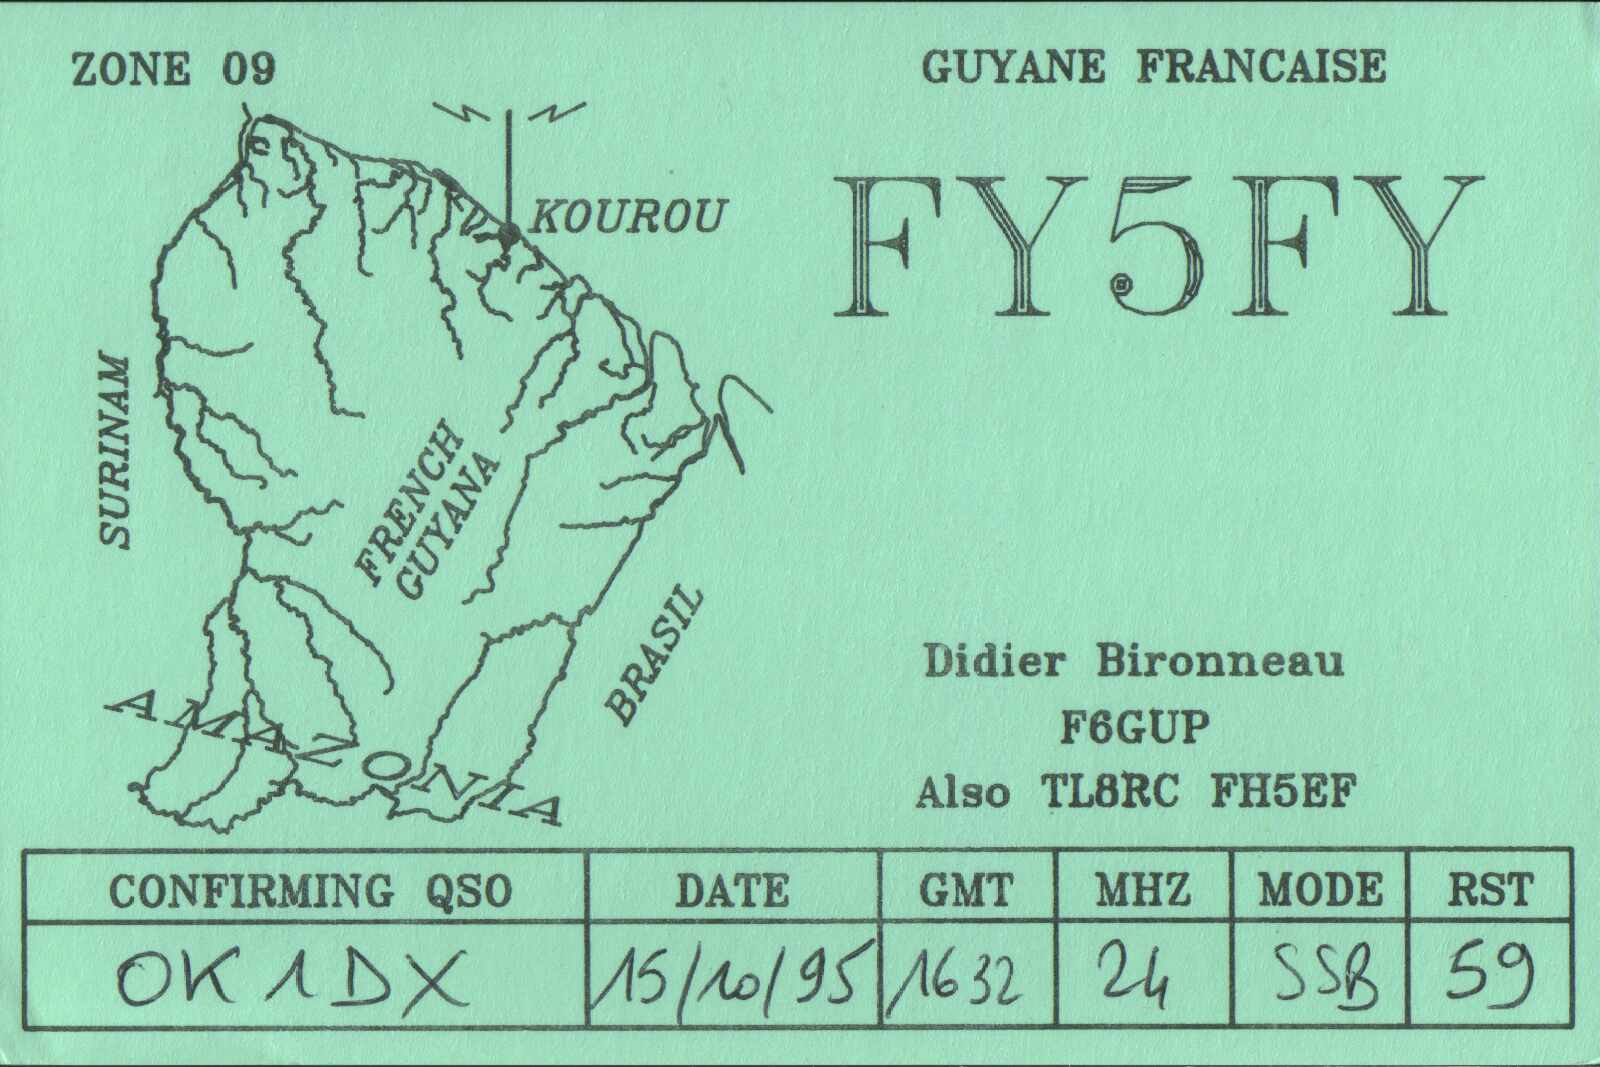 ZONE 09
GUYANE FRANCAISE
FY5FY
KOUROU
SURINAM
FRENCH
GUYANA
BRASIL
AMAZONIA
Didier Bironneau
F6GUP
Also TL8RC FH5EF
CONFIRMING QSO DATE GMT MHZ MODE RST
OK1DX 15/10/95 1632 24 SSB 59